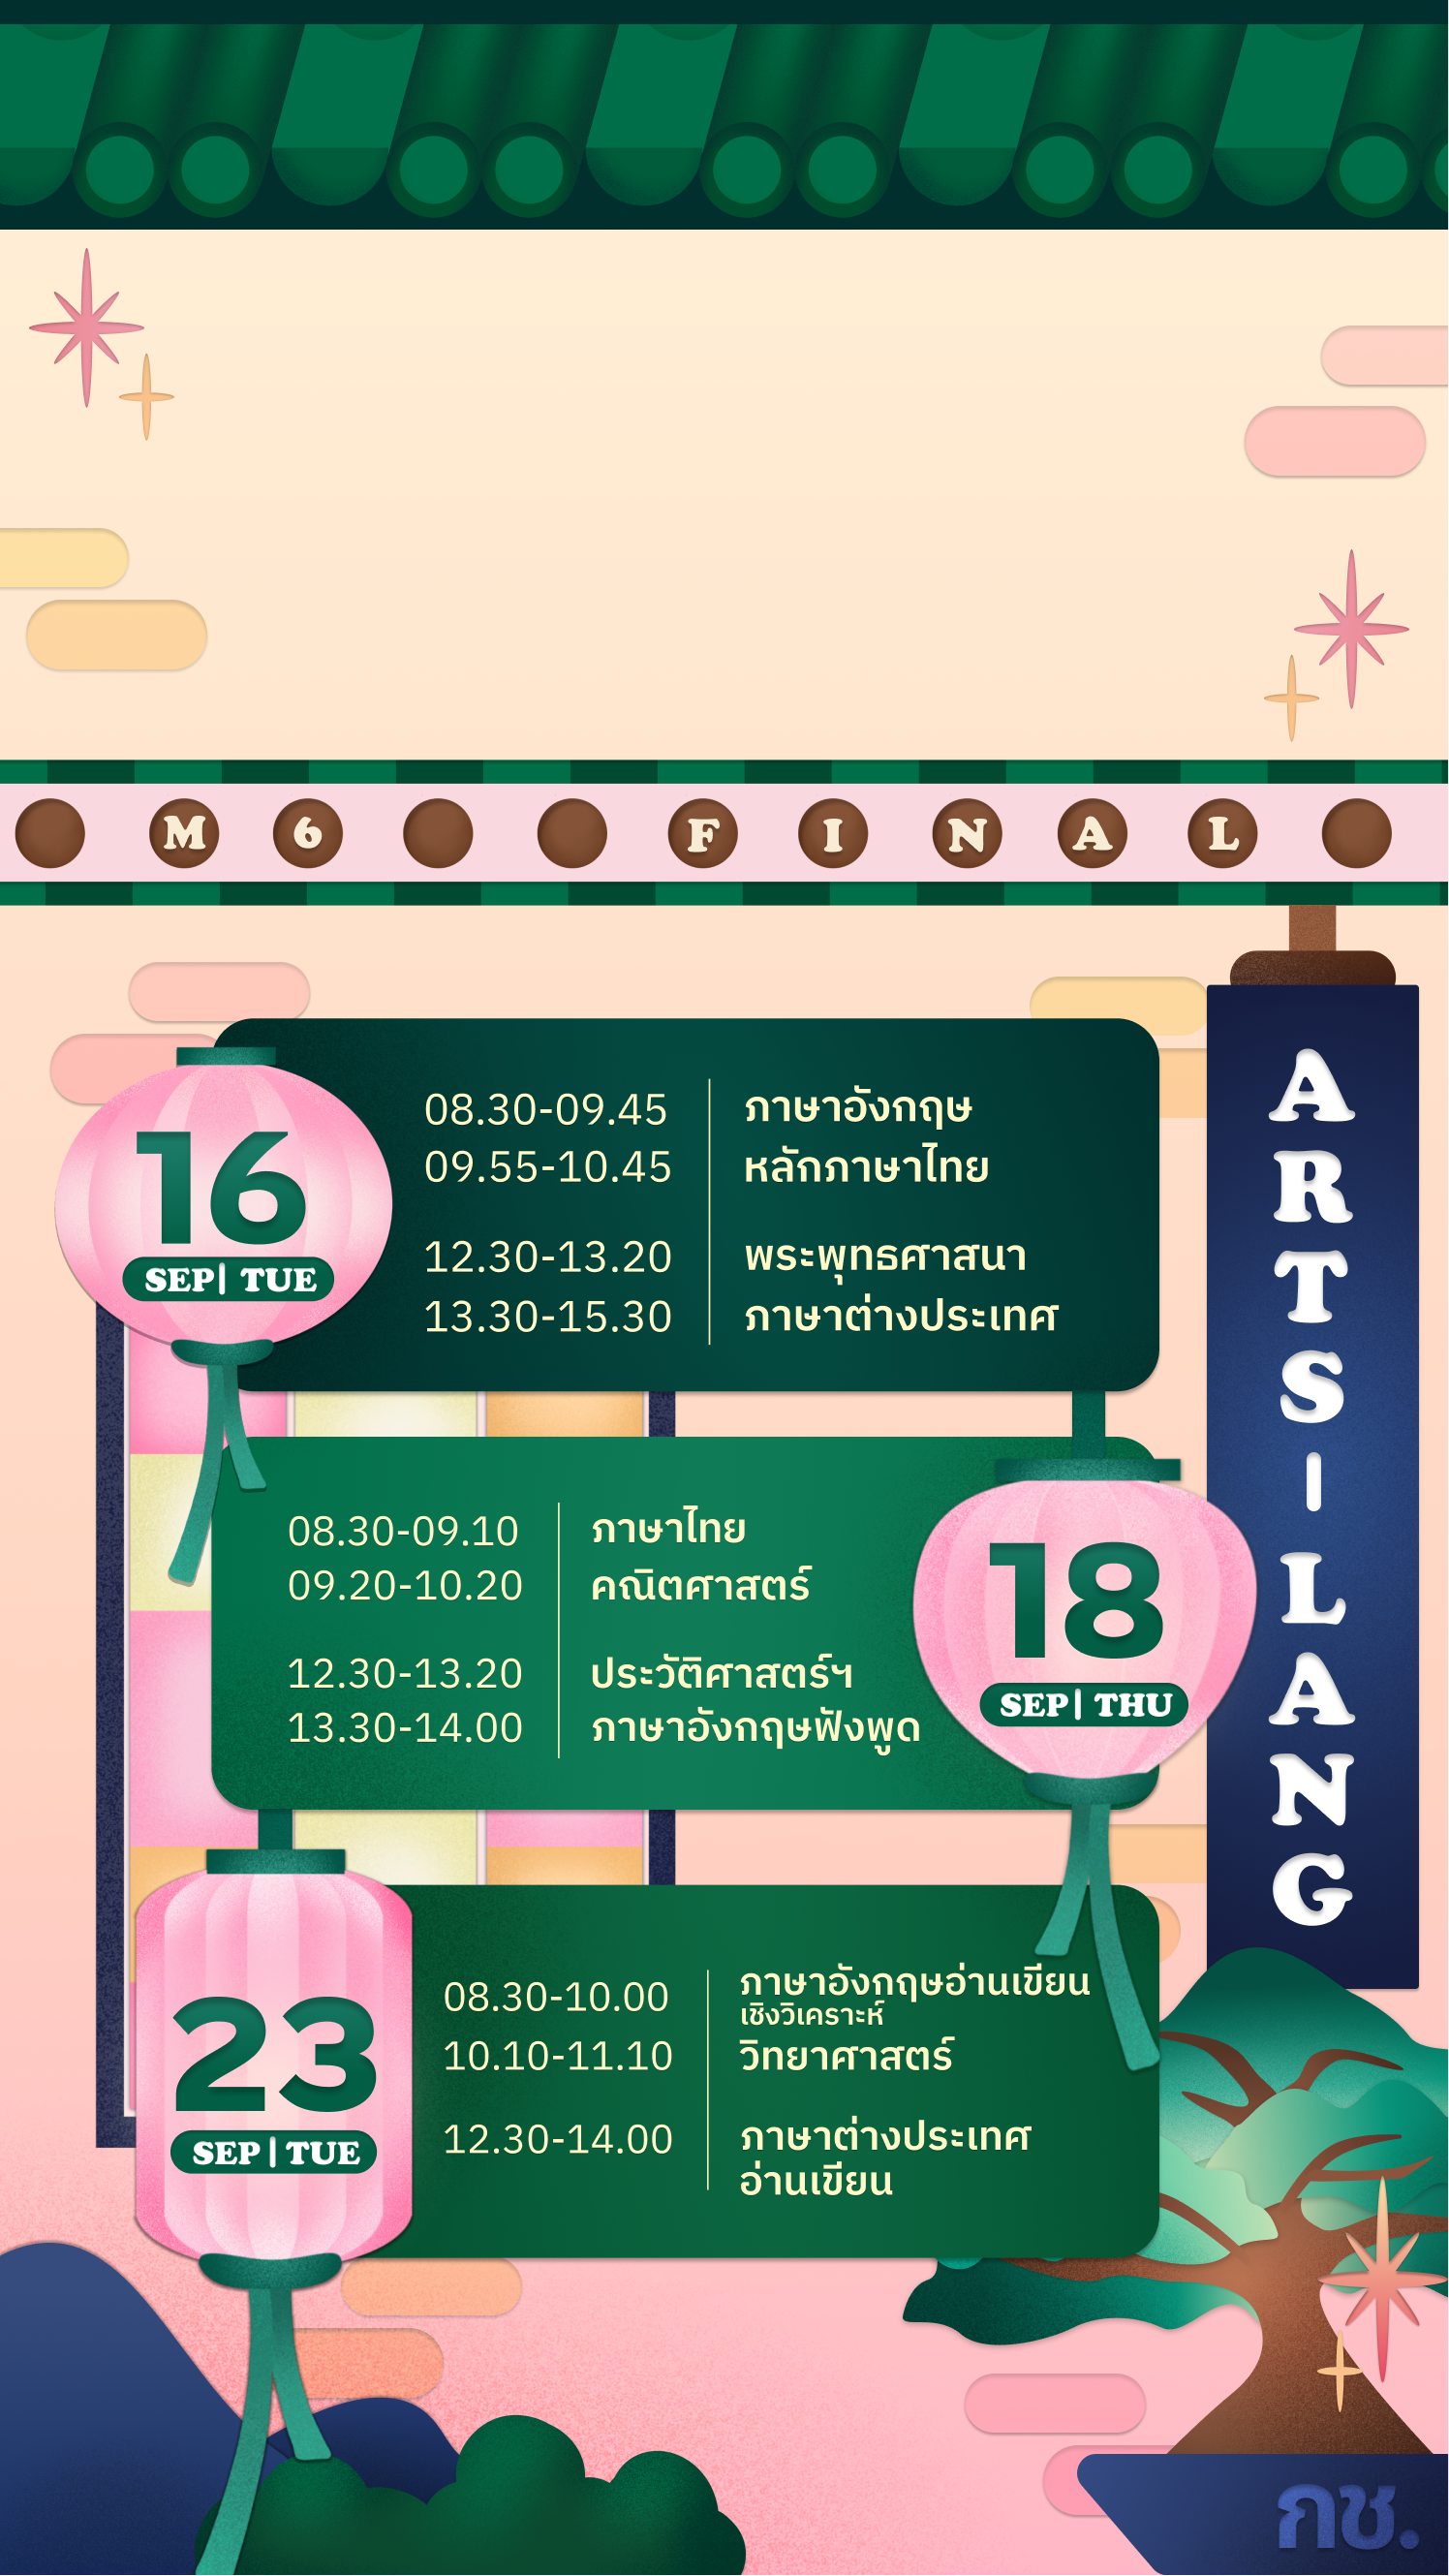 M6 FINAL
ARTS-LANG
16
SEP| TUE
08.30-09.45 ภาษาอังกฤษ
09.55-10.45 หลักภาษาไทย
12.30-13.20 พระพุทธศาสนา
13.30-15.30 ภาษาต่างประเทศ
18
SEP| THU
08.30-09.10 ภาษาไทย
09.20-10.20 คณิตศาสตร์
12.30-13.20 ประวัติศาสตร์ฯ
13.30-14.00 ภาษาอังกฤษฟังพูด
23
SEP|TUE
08.30-10.00 ภาษาอังกฤษอ่านเขียน
เชิงวิเคราะห์
10.10-11.10 วิทยาศาสตร์
12.30-14.00 ภาษาต่างประเทศ
อ่านเขียน
กช.